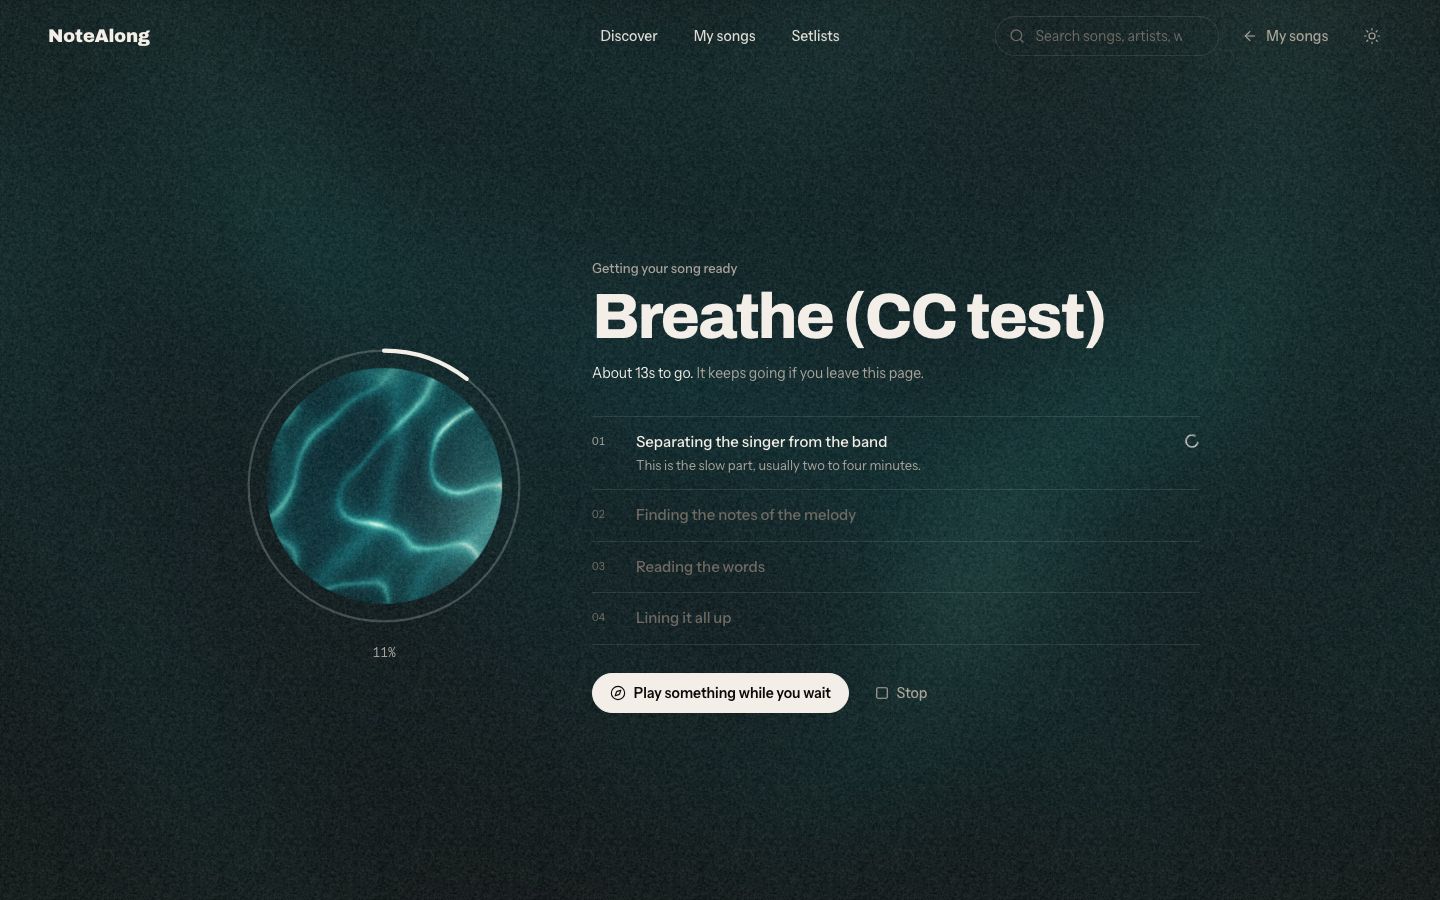 NoteAlong
Discover
My songs
Setlists
Search songs, artists, w
My songs
Getting your song ready
Breathe (CC test)
About 13s to go. It keeps going if you leave this page.
01 Separating the singer from the band
This is the slow part, usually two to four minutes.
02 Finding the notes of the melody
03 Reading the words
04 Lining it all up
11%
Play something while you wait
Stop